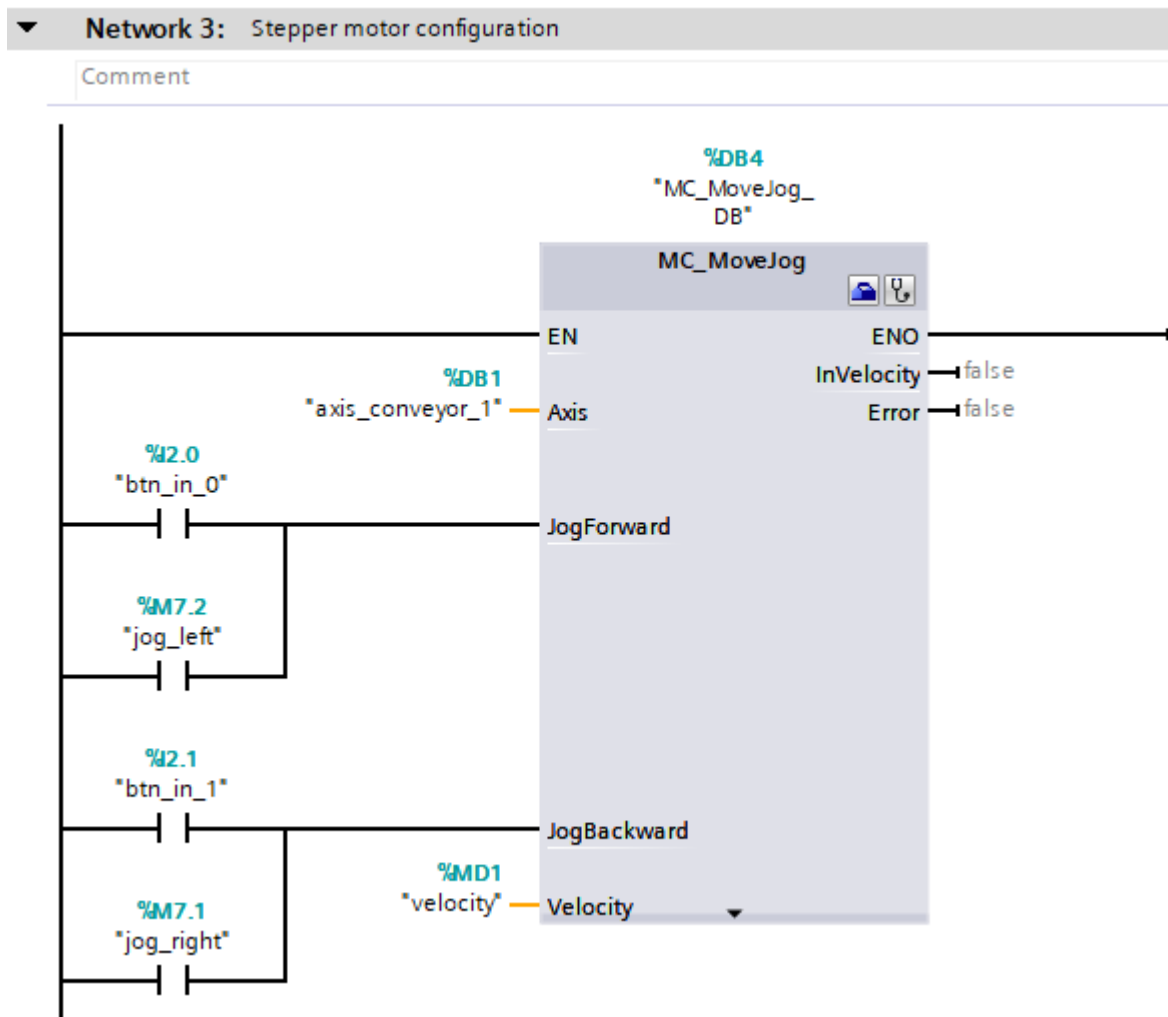 Network 3: Stepper motor configuration
Comment
%DB4
"MC_MoveJog_
DB"
MC_MoveJog
EN
ENO
%DB1
"axis_conveyor_1"
Axis
InVelocity
false
Error
false
%I2.0
"btn_in_0"
JogForward
%M7.2
"jog_left"
%I2.1
"btn_in_1"
JogBackward
%MD1
"velocity"
Velocity
%M7.1
"jog_right"